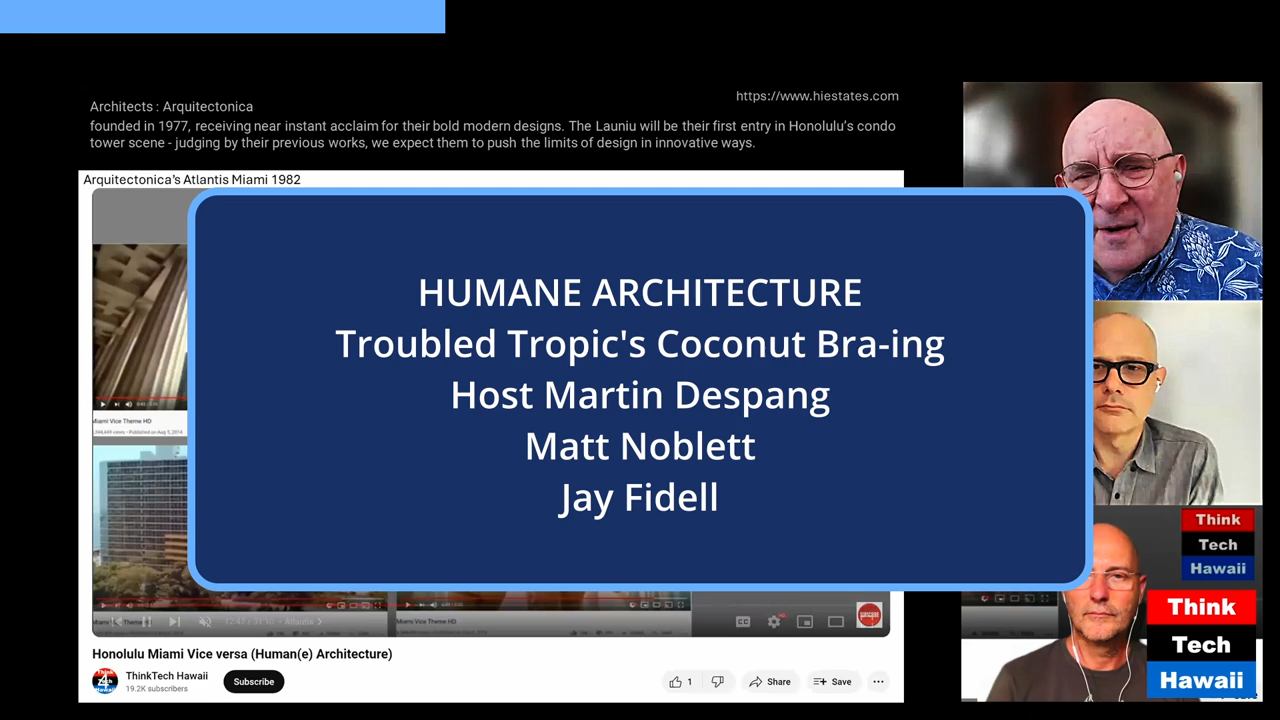 https://www.hiestates.com
Architects : Arquitectonica
founded in 1977, receiving near instant acclaim for their bold modern designs. The Launiu will be their first entry in Honolulu's condo
tower scene - judging by their previous works, we expect them to push the limits of design in innovative ways.
Arquitectonica's Atlantis Miami 1982
HUMANE ARCHITECTURE
Troubled Tropic's Coconut Bra-ing
Host Martin Despang
Matt Noblett
Jay Fidell
Miami Vice Theme HD
Honolulu Miami Vice versa (Human(e) Architecture)
ThinkTech Hawaii
19.2K subscribers
Subscribe
1
Share
Save
Think
Tech
Hawaii
Think
Tech
Hawaii